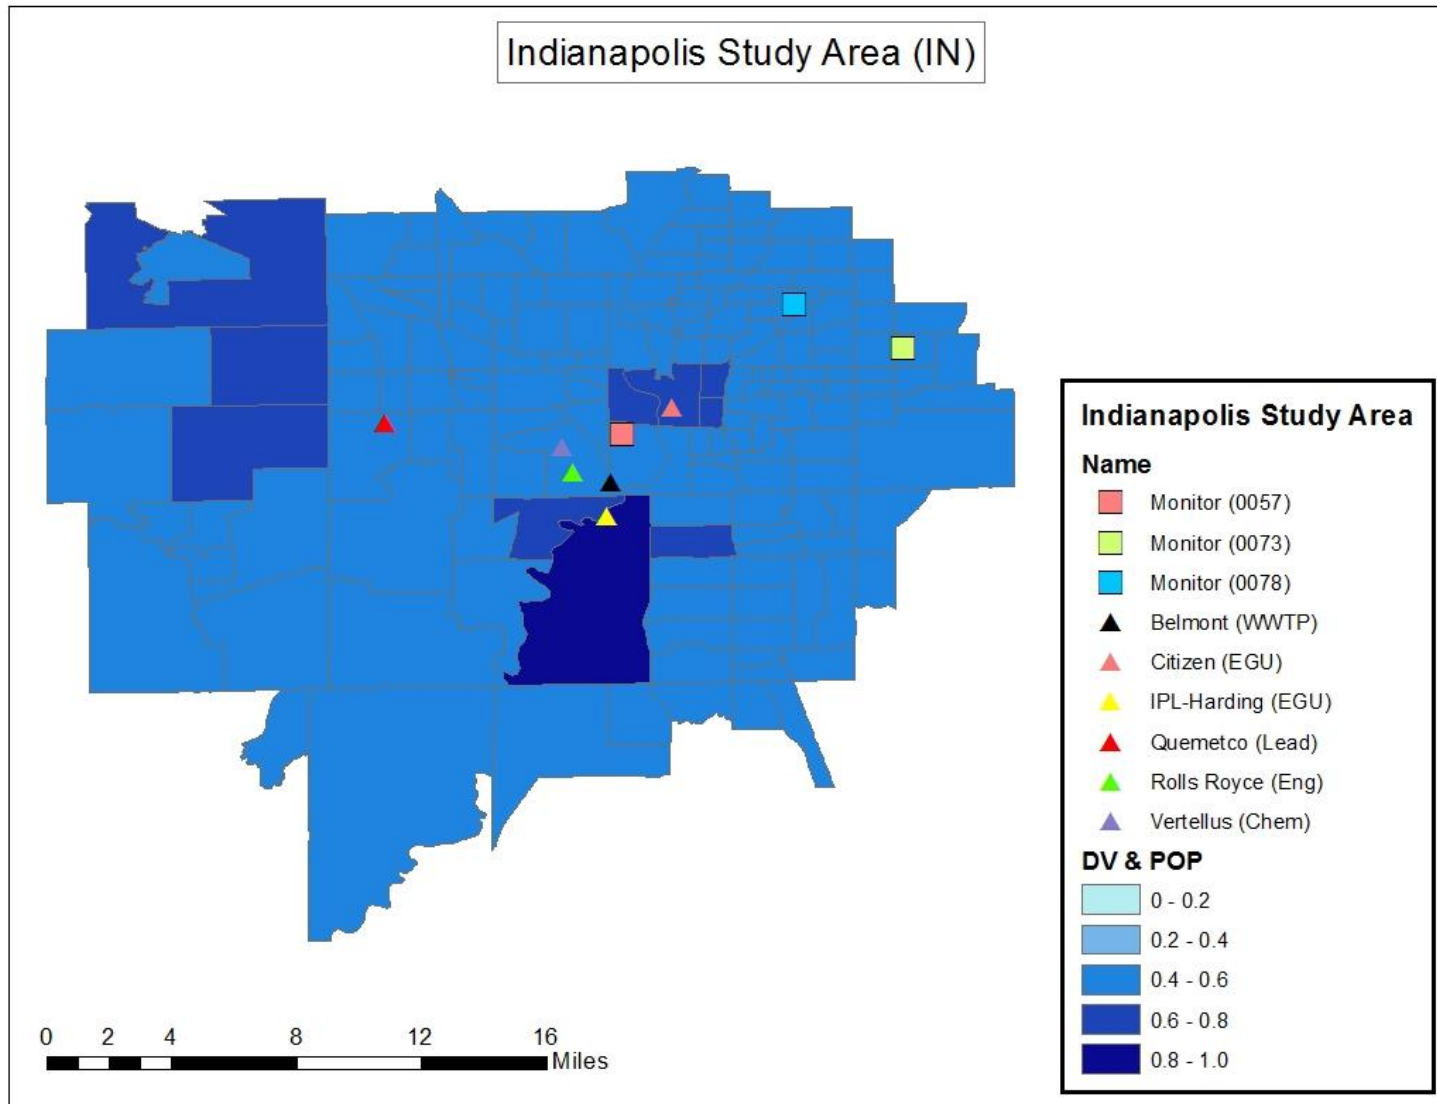 Indianapolis Study Area (IN)
Indianapolis Study Area
Name
Monitor (0057)
Monitor (0073)
Monitor (0078)
Belmont (WWTP)
Citizen (EGU)
IPL-Harding (EGU)
Quemetco (Lead)
Rolls Royce (Eng)
Vertellus (Chem)
DV & POP
0 - 0.2
0.2 - 0.4
0.4 - 0.6
0.6 - 0.8
0.8 - 1.0
0 2 4 8 12 16
Miles